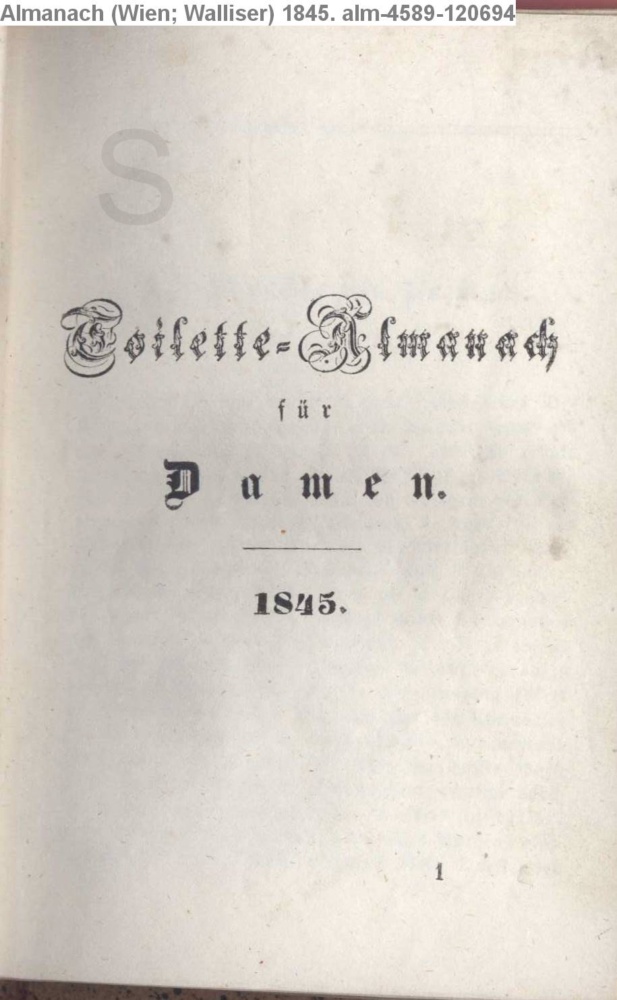 Almanach (Wien; Walliser) 1845. alm-4589-120694
S
Toilette-Almanach
für
Damen.
1845.
1